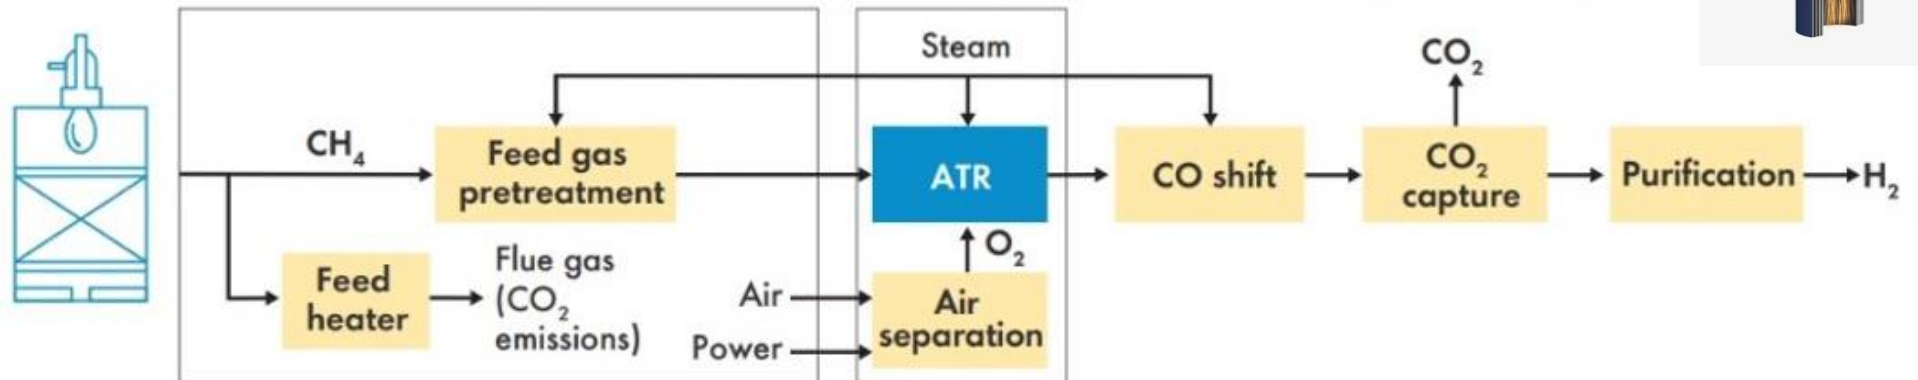 Steam
CO₂
CH₄
Feed gas
pretreatment
ATR
CO shift
CO₂
capture
Purification
H₂
O₂
Feed
heater
Flue gas
(CO₂
emissions)
Air
Power
Air
separation